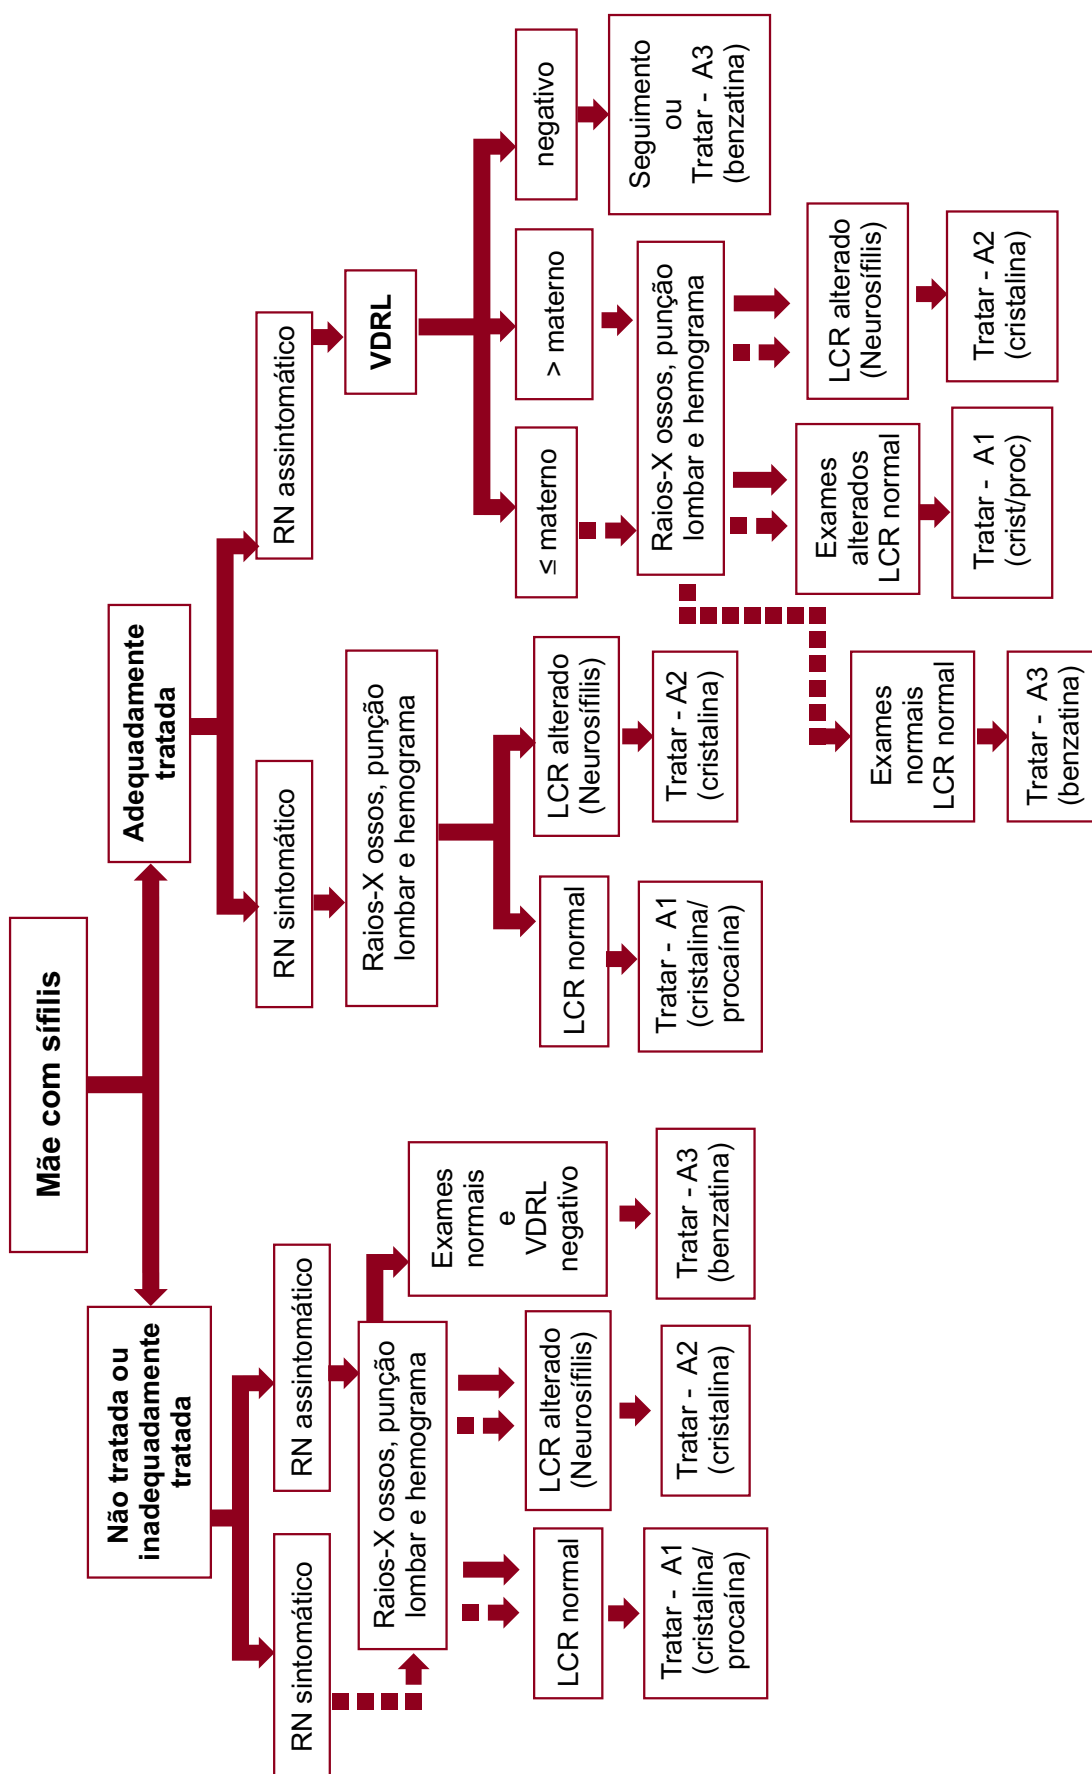 Mãe com sífilis
Não tratada ou
inadequadamente
tratada
Adequadamente
tratada
RN sintomático
RN assintomático
RN sintomático
RN assintomático
Raios-X ossos, punção
lombar e hemograma
Raios-X ossos, punção
lombar e hemograma
VDRL
Exames
normais
e
VDRL
negativo
≤ materno
> materno
negativo
LCR normal
LCR alterado
(Neurosífilis)
LCR normal
LCR alterado
(Neurosífilis)
Raios-X ossos, punção
lombar e hemograma
Seguimento
ou
Tratar - A3
(benzatina)
Tratar - A1
(cristalina/
procaína)
Tratar - A2
(cristalina)
Tratar - A3
(benzatina)
Tratar - A1
(cristalina/
procaína)
Tratar - A2
(cristalina)
Exames
alterados
LCR normal
LCR alterado
(Neurosífilis)
Exames
normais
LCR normal
Tratar - A1
(crist/proc)
Tratar - A2
(cristalina)
Tratar - A3
(benzatina)